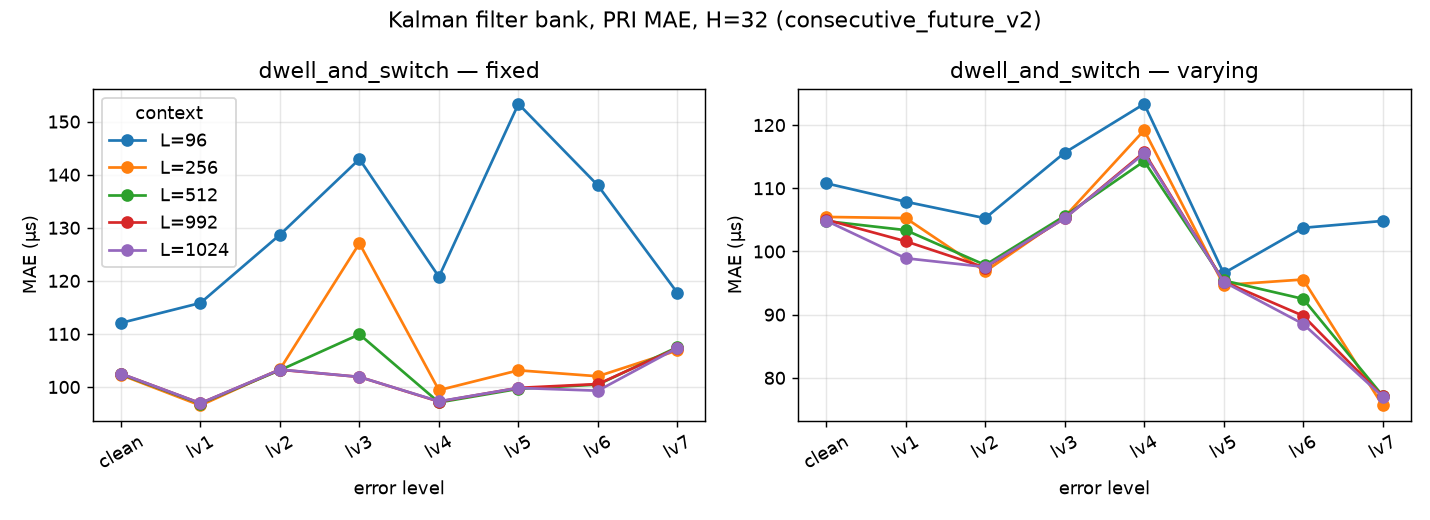 Kalman filter bank, PRI MAE, H=32 (consecutive_future_v2)
dwell_and_switch — fixed
context
L=96
L=256
L=512
L=992
L=1024
MAE (µs)
150
140
130
120
110
100
clean
lv1
lv2
lv3
lv4
lv5
lv6
lv7
error level
dwell_and_switch — varying
MAE (µs)
120
110
100
90
80
clean
lv1
lv2
lv3
lv4
lv5
lv6
lv7
error level